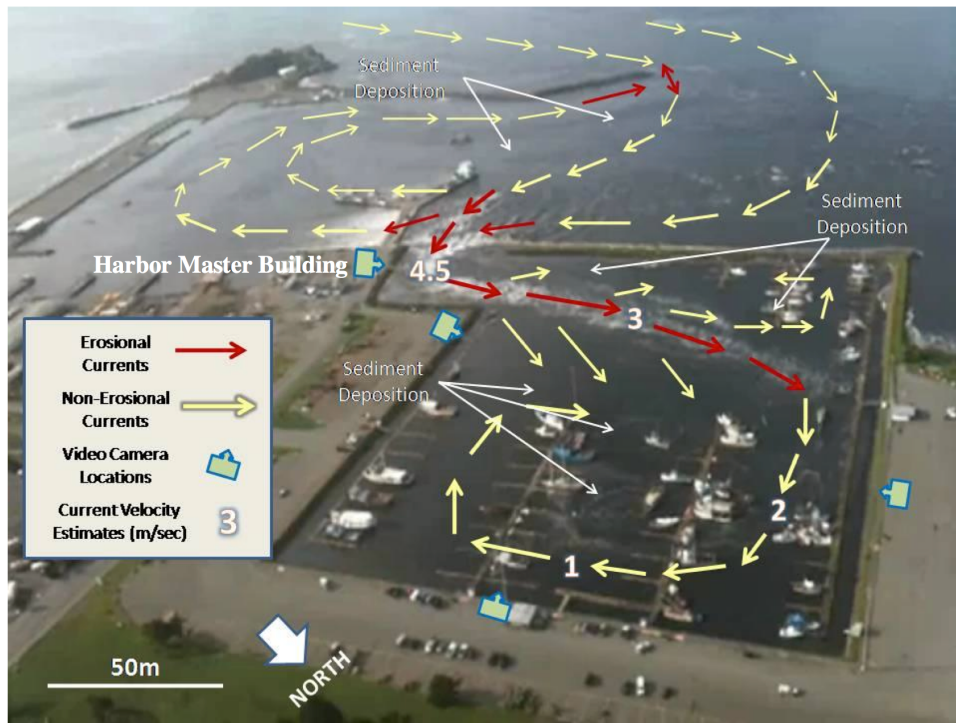 Sediment
Deposition
Sediment
Deposition
Harbor Master Building
4.5
3
Sediment
Deposition
Erosional
Currents
Non-Erosional
Currents
Video Camera
Locations
Current Velocity
Estimates (m/sec)
3
2
1
50m
NORTH